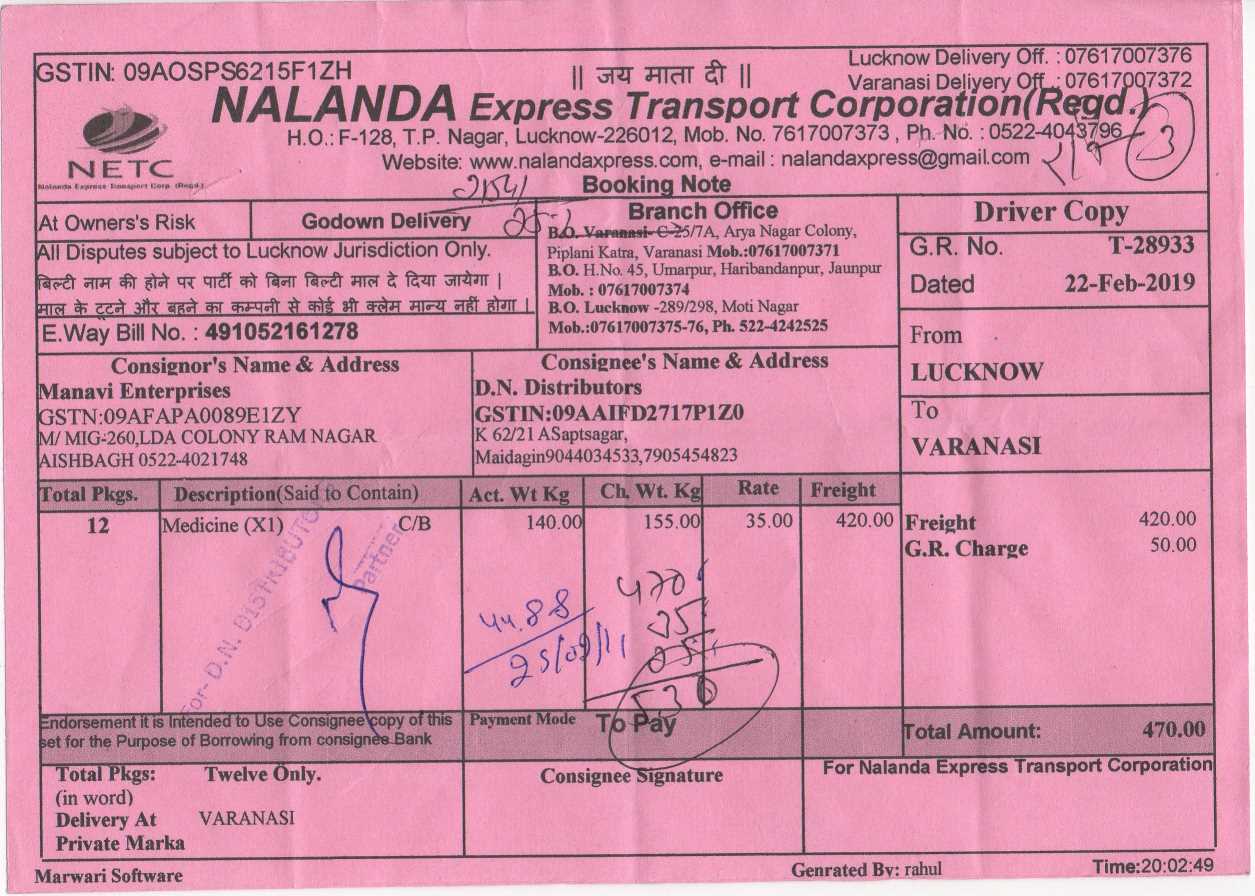 GSTIN: 09AOSPS6215F1ZH
|| जय माता दी ||
Lucknow Delivery Off. : 07617007376
Varanasi Delivery Off. : 07617007372
NALANDA Express Transport Corporation(Regd.)
H.O.: F-128, T.P. Nagar, Lucknow-226012, Mob. No. 7617007373 , Ph. No. : 0522-4043796
NETC
Nalanda Express Transport Corp. (Regd.)
Website: www.nalandaxpress.com, e-mail : nalandaxpress@gmail.com
3
Booking Note
At Owners's Risk
Godown Delivery
All Disputes subject to Lucknow Jurisdiction Only.
बिल्टी नाम की होने पर पार्टी को बिना बिल्टी माल दे दिया जायेगा |
माल के टूटने और बहने का कम्पनी से कोई भी क्लेम मान्य नहीं होगा |
E.Way Bill No. : 491052161278
Branch Office
B.O. Varanasi- C-25/7A, Arya Nagar Colony,
Piplani Katra, Varanasi Mob.:07617007371
B.O. H.No. 45, Umarpur, Haribandanpur, Jaunpur
Mob. : 07617007374
B.O. Lucknow -289/298, Moti Nagar
Mob.:07617007375-76, Ph. 522-4242525
Driver Copy
G.R. No. T-28933
Dated 22-Feb-2019
From
LUCKNOW
To
VARANASI
Consignor's Name & Address
Manavi Enterprises
GSTN:09AFAPA0089E1ZY
M/ MIG-260,LDA COLONY RAM NAGAR
AISHBAGH 0522-4021748
Consignee's Name & Address
D.N. Distributors
GSTIN:09AAIFD2717P1Z0
K 62/21 ASaptsagar,
Maidagin9044034533,7905454823
Total Pkgs. Description(Said to Contain) Act. Wt Kg Ch. Wt. Kg Rate Freight
12 Medicine (X1) C/B 140.00 155.00 35.00 420.00
Freight 420.00
G.R. Charge 50.00
For- D.N. DISTRIBUTORS
Partner
44.88
470
530
Endorsement it is Intended to Use Consignee copy of this
set for the Purpose of Borrowing from consignee Bank
Payment Mode To Pay
Total Amount: 470.00
Total Pkgs: Twelve Only.
(in word)
Delivery At VARANASI
Private Marka
Consignee Signature
For Nalanda Express Transport Corporation
Marwari Software
Genrated By: rahul
Time:20:02:49